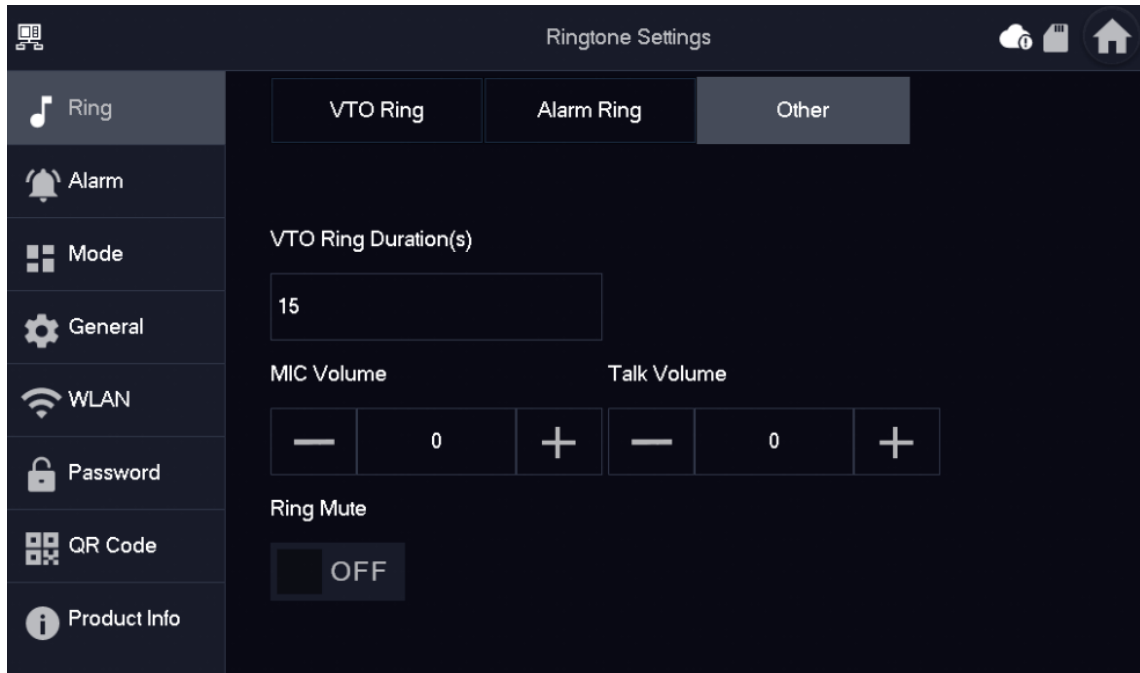 Ringtone Settings
Ring
Alarm
Mode
General
WLAN
Password
QR Code
Product Info
VTO Ring
Alarm Ring
Other
VTO Ring Duration(s)
15
MIC Volume
Talk Volume
0
0
Ring Mute
OFF